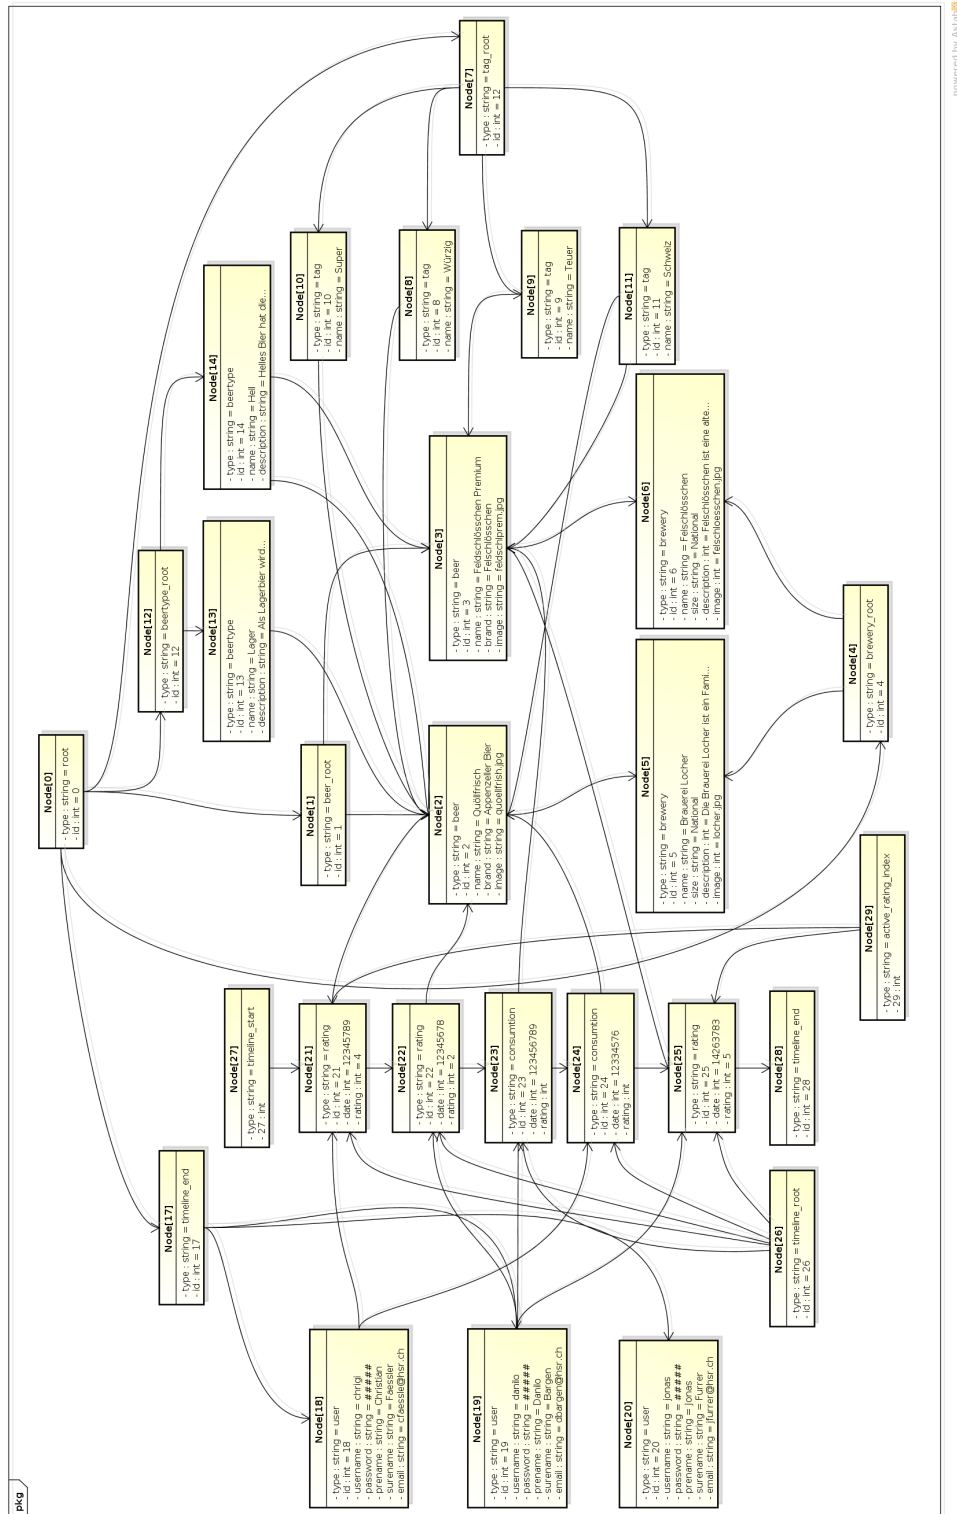 pkg
powered by Astah
Node[0]
- type : string = root
- id : int = 0
Node[12]
- type : string = beertype_root
- id : int = 12
Node[14]
- type : string = beertype
- id : int = 14
- name : string = Hell
- description : string = Helles Bier hat die...
Node[13]
- type : string = beertype
- id : int = 13
- name : string = Lager
- description : string = Als Lagerbier wird...
Node[7]
- type : string = tag_root
- id : int = 12
Node[10]
- type : string = tag
- id : int = 10
- name : string = Super
Node[8]
- type : string = tag
- id : int = 8
- name : string = Würzig
Node[9]
- type : string = tag
- id : int = 9
- name : string = Teuer
Node[11]
- type : string = tag
- id : int = 11
- name : string = Schweiz
Node[1]
- type : string = beer_root
- id : int = 1
Node[3]
- type : string = beer
- id : int = 3
- name : string = Feldschlösschen Premium
- brand : string = Felschlösschen
- image : string = feldschlprem.jpg
Node[2]
- type : string = beer
- id : int = 2
- name : string = Quöllfrisch
- brand : string = Appenzeller Bier
- image : string = quoellfrish.jpg
Node[6]
- type : string = brewery
- id : int = 6
- name : string = Felschlösschen
- size : string = National
- description : int = Felschlösschen ist eine alte...
- image : int = felschloesschen.jpg
Node[5]
- type : string = brewery
- id : int = 5
- name : string = Brauerei Locher
- size : string = National
- description : int = Die Brauerei Locher ist ein Fami...
- image : int = locher.jpg
Node[4]
- type : string = brewery_root
- id : int = 4
Node[29]
- type : string = active_rating_index
- 29 : int
Node[27]
- type : string = timeline_start
- 27 : int
Node[21]
- type : string = rating
- id : int = 21
- date : int = 12345789
- rating : int = 4
Node[22]
- type : string = rating
- id : int = 22
- date : int = 12345678
- rating : int = 2
Node[23]
- type : string = consumtion
- id : int = 23
- date : int = 123456789
- rating : int
Node[24]
- type : string = consumtion
- id : int = 24
- date : int = 12334576
- rating : int
Node[25]
- type : string = rating
- id : int = 25
- date : int = 14263783
- rating : int = 5
Node[28]
- type : string = timeline_end
- id : int = 28
Node[17]
- type : string = timeline_end
- id : int = 17
Node[26]
- type : string = timeline_root
- id : int = 26
Node[18]
- type : string = user
- id : int = 18
- username : string = chrigi
- password : string = #####
- prename : string = Christian
- surename : string = Faessler
- email : string = cfaessle@hsr.ch
Node[19]
- type : string = user
- id : int = 19
- username : string = danilo
- password : string = #####
- prename : string = Danilo
- surename : string = Bargen
- email : string = dbargen@hsr.ch
Node[20]
- type : string = user
- id : int = 20
- username : string = jonas
- password : string = #####
- prename : string = Jonas
- surename : string = Furrer
- email : string = jfurrer@hsr.ch